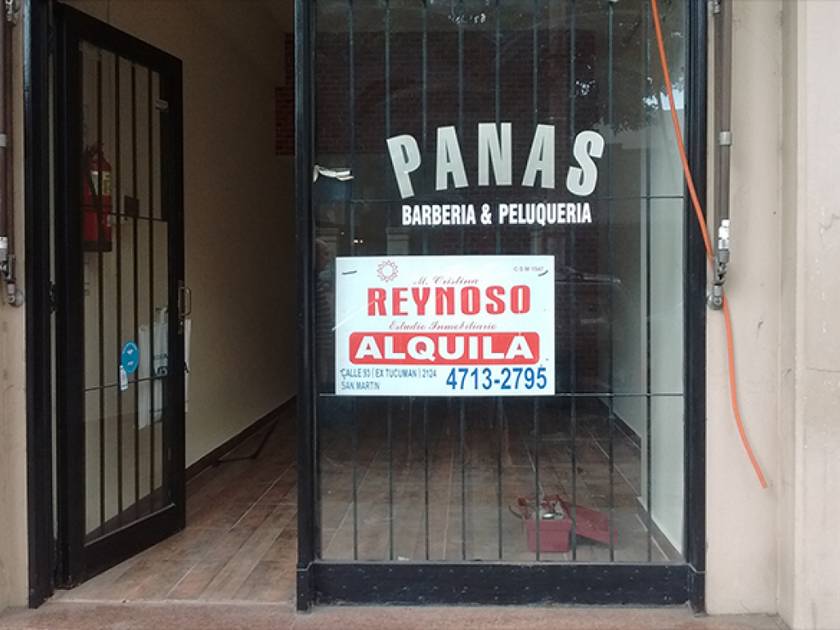 PANAS
BARBERIA & PELUQUERIA
C S M 1547
M. Cristina
REYNOSO
Estudio Inmobiliario
ALQUILA
CALLE 93 | EX TUCUMAN | 2124
SAN MARTIN
4713-2795